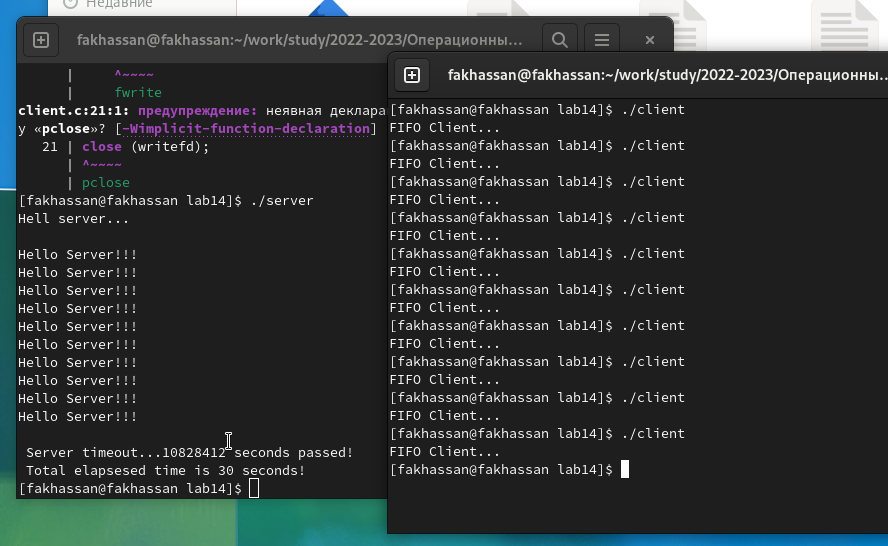 Недавние
fakhassan@fakhassan:~/work/study/2022-2023/Операционны...
|     ^~~~~
|     fwrite
client.c:21:1: предупреждение: неявная деклара
у «pclose»? [-Wimplicit-function-declaration]
21 | close (writefd);
| ^~~~~
| pclose
[fakhassan@fakhassan lab14]$ ./server
Hell server...
Hello Server!!!
Hello Server!!!
Hello Server!!!
Hello Server!!!
Hello Server!!!
Hello Server!!!
Hello Server!!!
Hello Server!!!
Hello Server!!!
Hello Server!!!
Server timeout...10828412 seconds passed!
Total elapsesed time is 30 seconds!
[fakhassan@fakhassan lab14]$
fakhassan@fakhassan:~/work/study/2022-2023/Операционны...
[fakhassan@fakhassan lab14]$ ./client
FIFO Client...
[fakhassan@fakhassan lab14]$ ./client
FIFO Client...
[fakhassan@fakhassan lab14]$ ./client
FIFO Client...
[fakhassan@fakhassan lab14]$ ./client
FIFO Client...
[fakhassan@fakhassan lab14]$ ./client
FIFO Client...
[fakhassan@fakhassan lab14]$ ./client
FIFO Client...
[fakhassan@fakhassan lab14]$ ./client
FIFO Client...
[fakhassan@fakhassan lab14]$ ./client
FIFO Client...
[fakhassan@fakhassan lab14]$ ./client
FIFO Client...
[fakhassan@fakhassan lab14]$ ./client
FIFO Client...
[fakhassan@fakhassan lab14]$